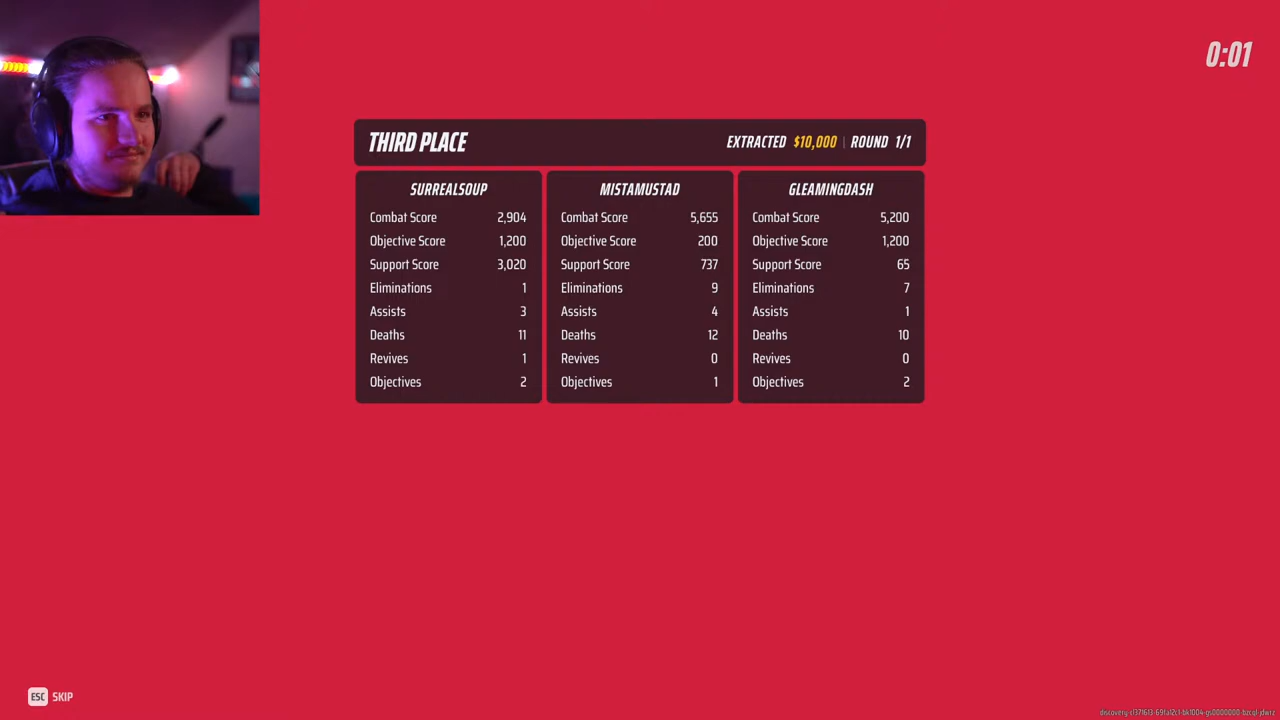 0:01
THIRD PLACE EXTRACTED $10,000 | ROUND 1/1
SURREALSOUP
Combat Score 2,904
Objective Score 1,200
Support Score 3,020
Eliminations 1
Assists 3
Deaths 11
Revives 1
Objectives 2
MISTAMUSTAD
Combat Score 5,655
Objective Score 200
Support Score 737
Eliminations 9
Assists 4
Deaths 12
Revives 0
Objectives 1
GLEAMINGDASH
Combat Score 5,200
Objective Score 1,200
Support Score 65
Eliminations 7
Assists 1
Deaths 10
Revives 0
Objectives 2
ESC SKIP